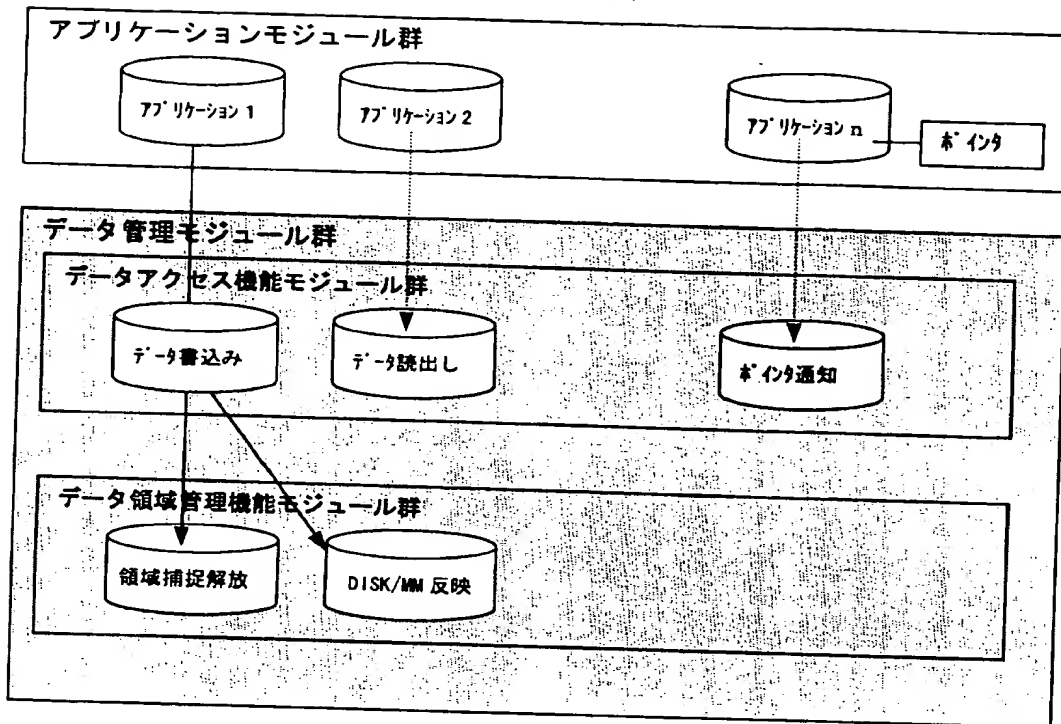 アプリケーションモジュール群
ｱﾌﾟﾘｹｰｼｮﾝ 1
ｱﾌﾟﾘｹｰｼｮﾝ 2
ｱﾌﾟﾘｹｰｼｮﾝ n
ﾎﾟｲﾝﾀ
データ管理モジュール群
データアクセス機能モジュール群
ﾃﾞｰﾀ書込み
ﾃﾞｰﾀ読出し
ﾎﾟｲﾝﾀ通知
データ領域管理機能モジュール群
領域捕捉解放
DISK/MM 反映